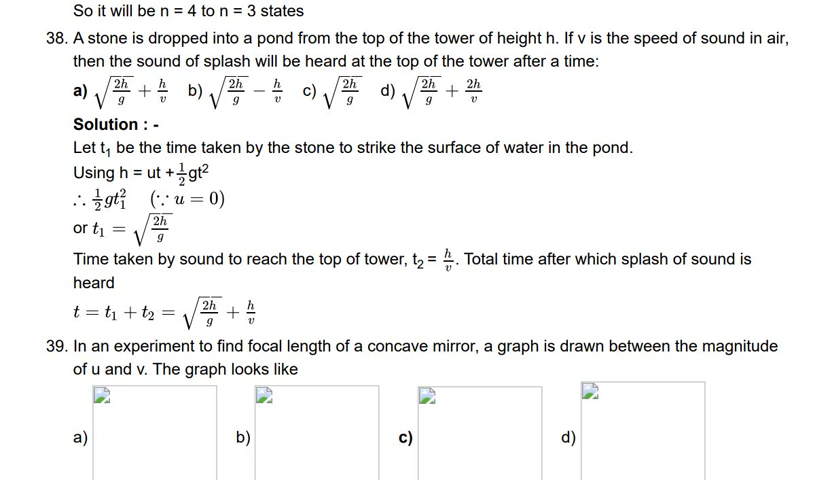 So it will be n = 4 to n = 3 states
38. A stone is dropped into a pond from the top of the tower of height h. If v is the speed of sound in air,
then the sound of splash will be heard at the top of the tower after a time:
a) √(2h/g) + h/v b) √(2h/g) − h/v c) √(2h/g) d) √(2h/g) + 2h/v
Solution : -
Let t₁ be the time taken by the stone to strike the surface of water in the pond.
Using h = ut + 1/2 gt²
∴ 1/2 gt₁² (∵ u = 0)
or t₁ = √(2h/g)
Time taken by sound to reach the top of tower, t₂ = h/v. Total time after which splash of sound is
heard
t = t₁ + t₂ = √(2h/g) + h/v
39. In an experiment to find focal length of a concave mirror, a graph is drawn between the magnitude
of u and v. The graph looks like
a) b) c) d)